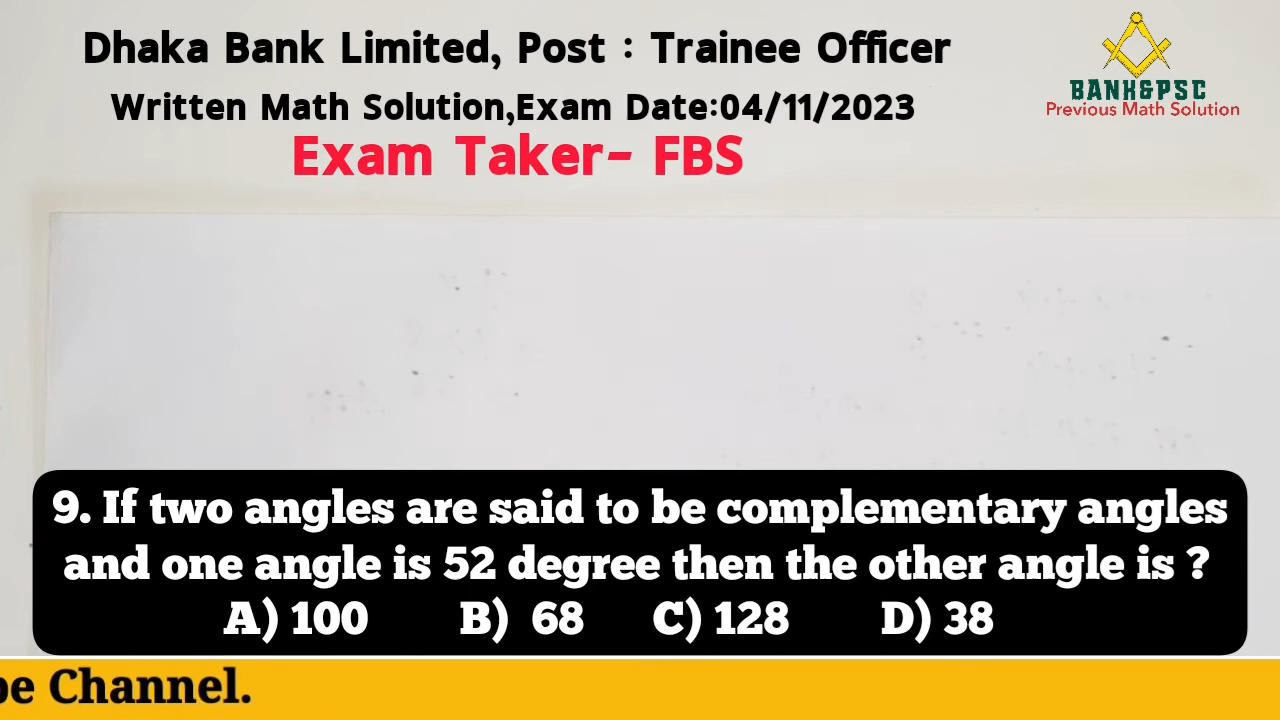 Dhaka Bank Limited, Post : Trainee Officer
Written Math Solution,Exam Date:04/11/2023
Exam Taker- FBS
BANK&PSC
Previous Math Solution
9. If two angles are said to be complementary angles
and one angle is 52 degree then the other angle is ?
A) 100 B) 68 C) 128 D) 38
Channel.